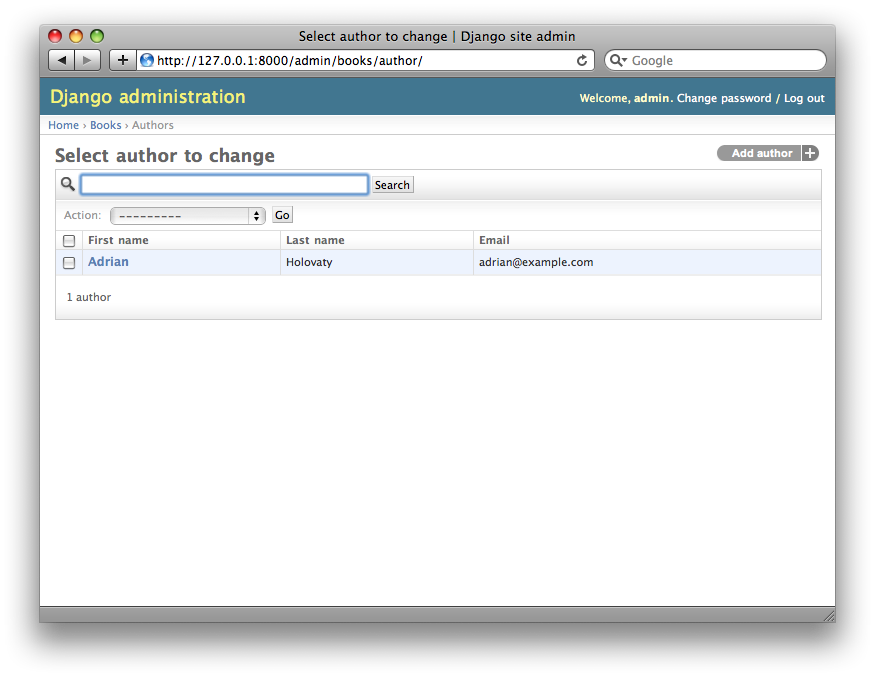 Select author to change | Django site admin
http://127.0.0.1:8000/admin/books/author/
Google
Django administration
Welcome, admin. Change password / Log out
Home › Books › Authors
Select author to change
Add author +
Search
Action: --------- Go
First name Last name Email
Adrian Holovaty adrian@example.com
1 author